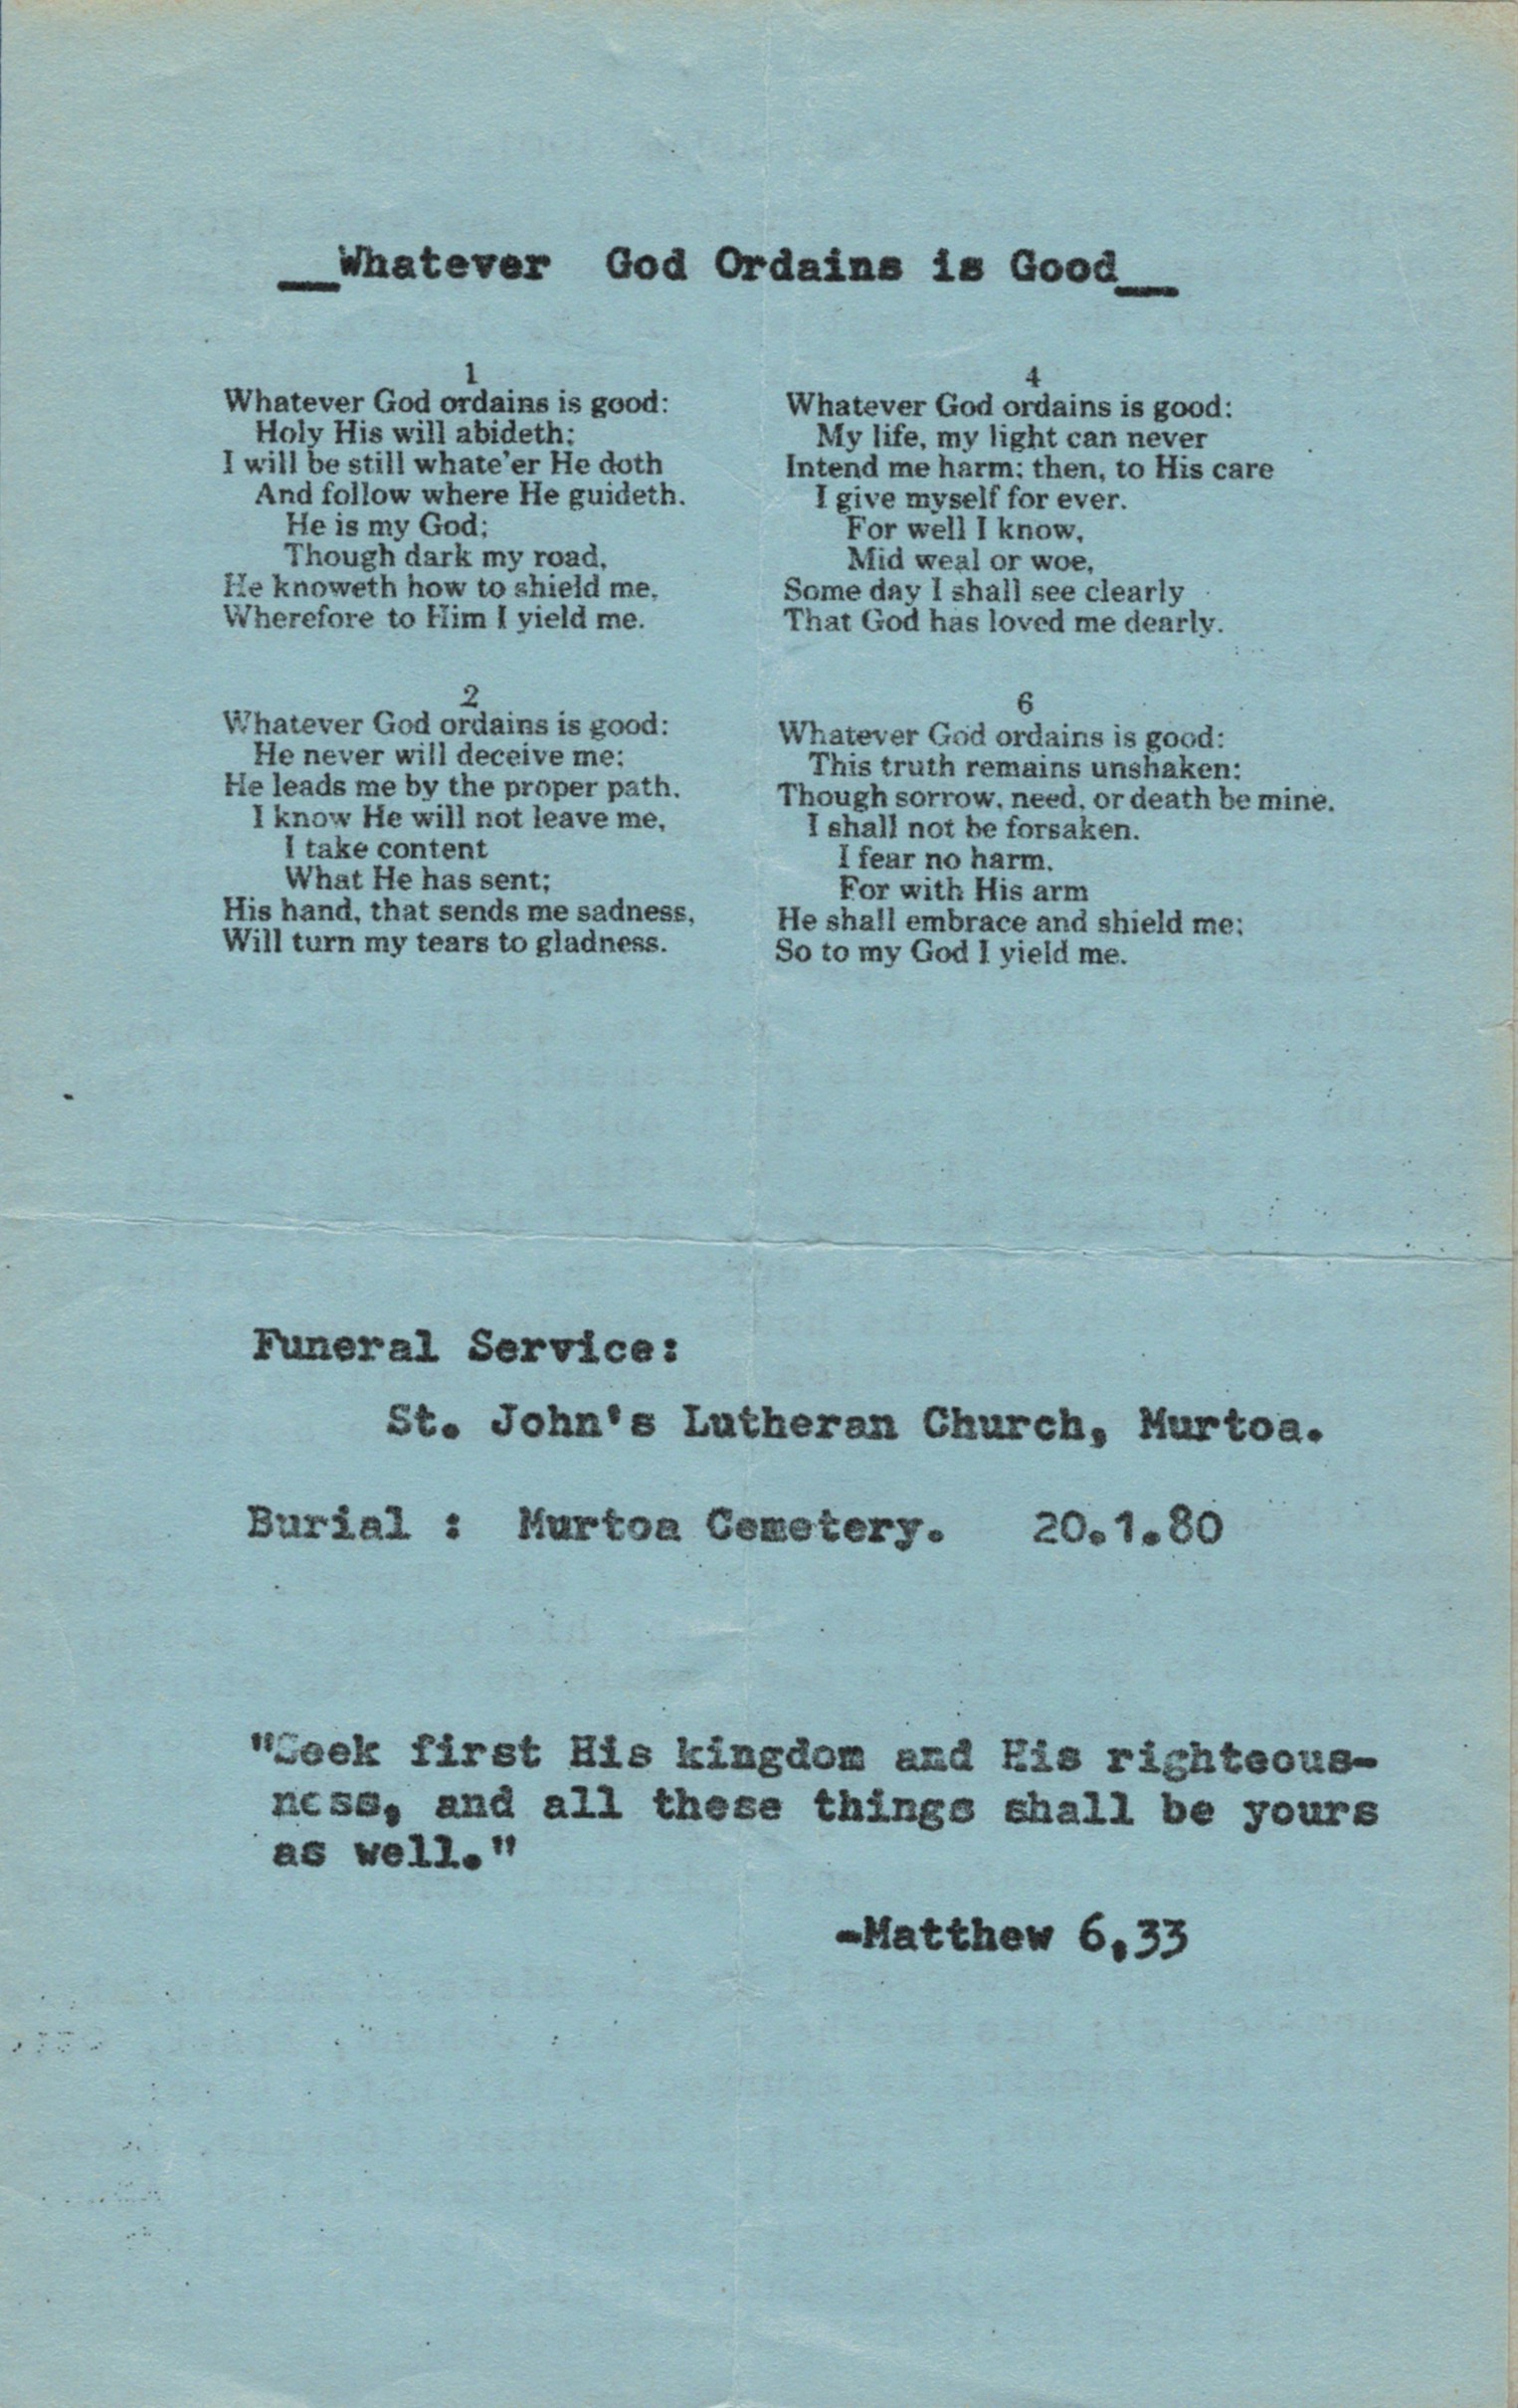 __Whatever God Ordains is Good__
1
Whatever God ordains is good:
Holy His will abideth;
I will be still whate'er He doth
And follow where He guideth.
He is my God;
Though dark my road,
He knoweth how to shield me,
Wherefore to Him I yield me.
2
Whatever God ordains is good:
He never will deceive me;
He leads me by the proper path,
I know He will not leave me,
I take content
What He has sent;
His hand, that sends me sadness,
Will turn my tears to gladness.
4
Whatever God ordains is good:
My life, my light can never
Intend me harm; then, to His care
I give myself for ever.
For well I know,
Mid weal or woe,
Some day I shall see clearly
That God has loved me dearly.
6
Whatever God ordains is good:
This truth remains unshaken;
Though sorrow, need, or death be mine,
I shall not be forsaken.
I fear no harm,
For with His arm
He shall embrace and shield me;
So to my God I yield me.
Funeral Service:
St. John's Lutheran Church, Murtoa.
Burial : Murtoa Cemetery. 20.1.80
"Seek first His kingdom and His righteous-
ness, and all these things shall be yours
as well."
-Matthew 6,33